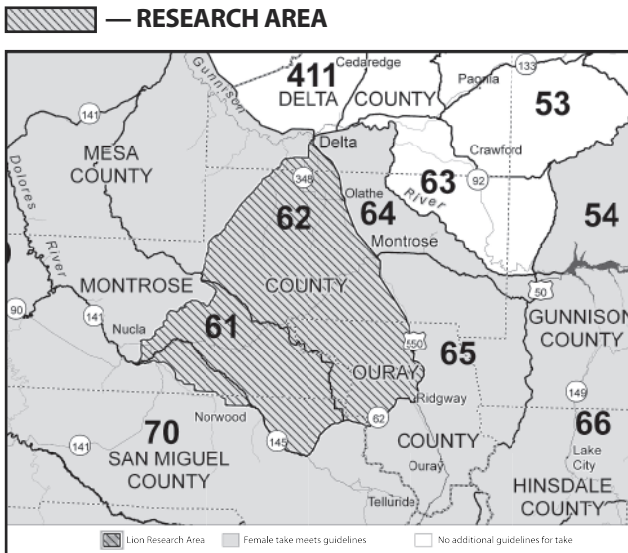 — RESEARCH AREA
Gunnison
411
Cedaredge
133
DELTA COUNTY
Paonia
53
141
Delta
Crawford
MESA
COUNTY
Dolores
River
348
62
Olathe
64
63
River
92
54
Montrose
MONTROSE
COUNTY
50
90
141
Nucla
61
550
65
GUNNISON
COUNTY
OURAY
Ridgway
149
Norwood
62
66
70
141
145
SAN MIGUEL
COUNTY
COUNTY
Ouray
Lake
City
HINSDALE
COUNTY
Telluride
Lion Research Area
Female take meets guidelines
No additional guidelines for take